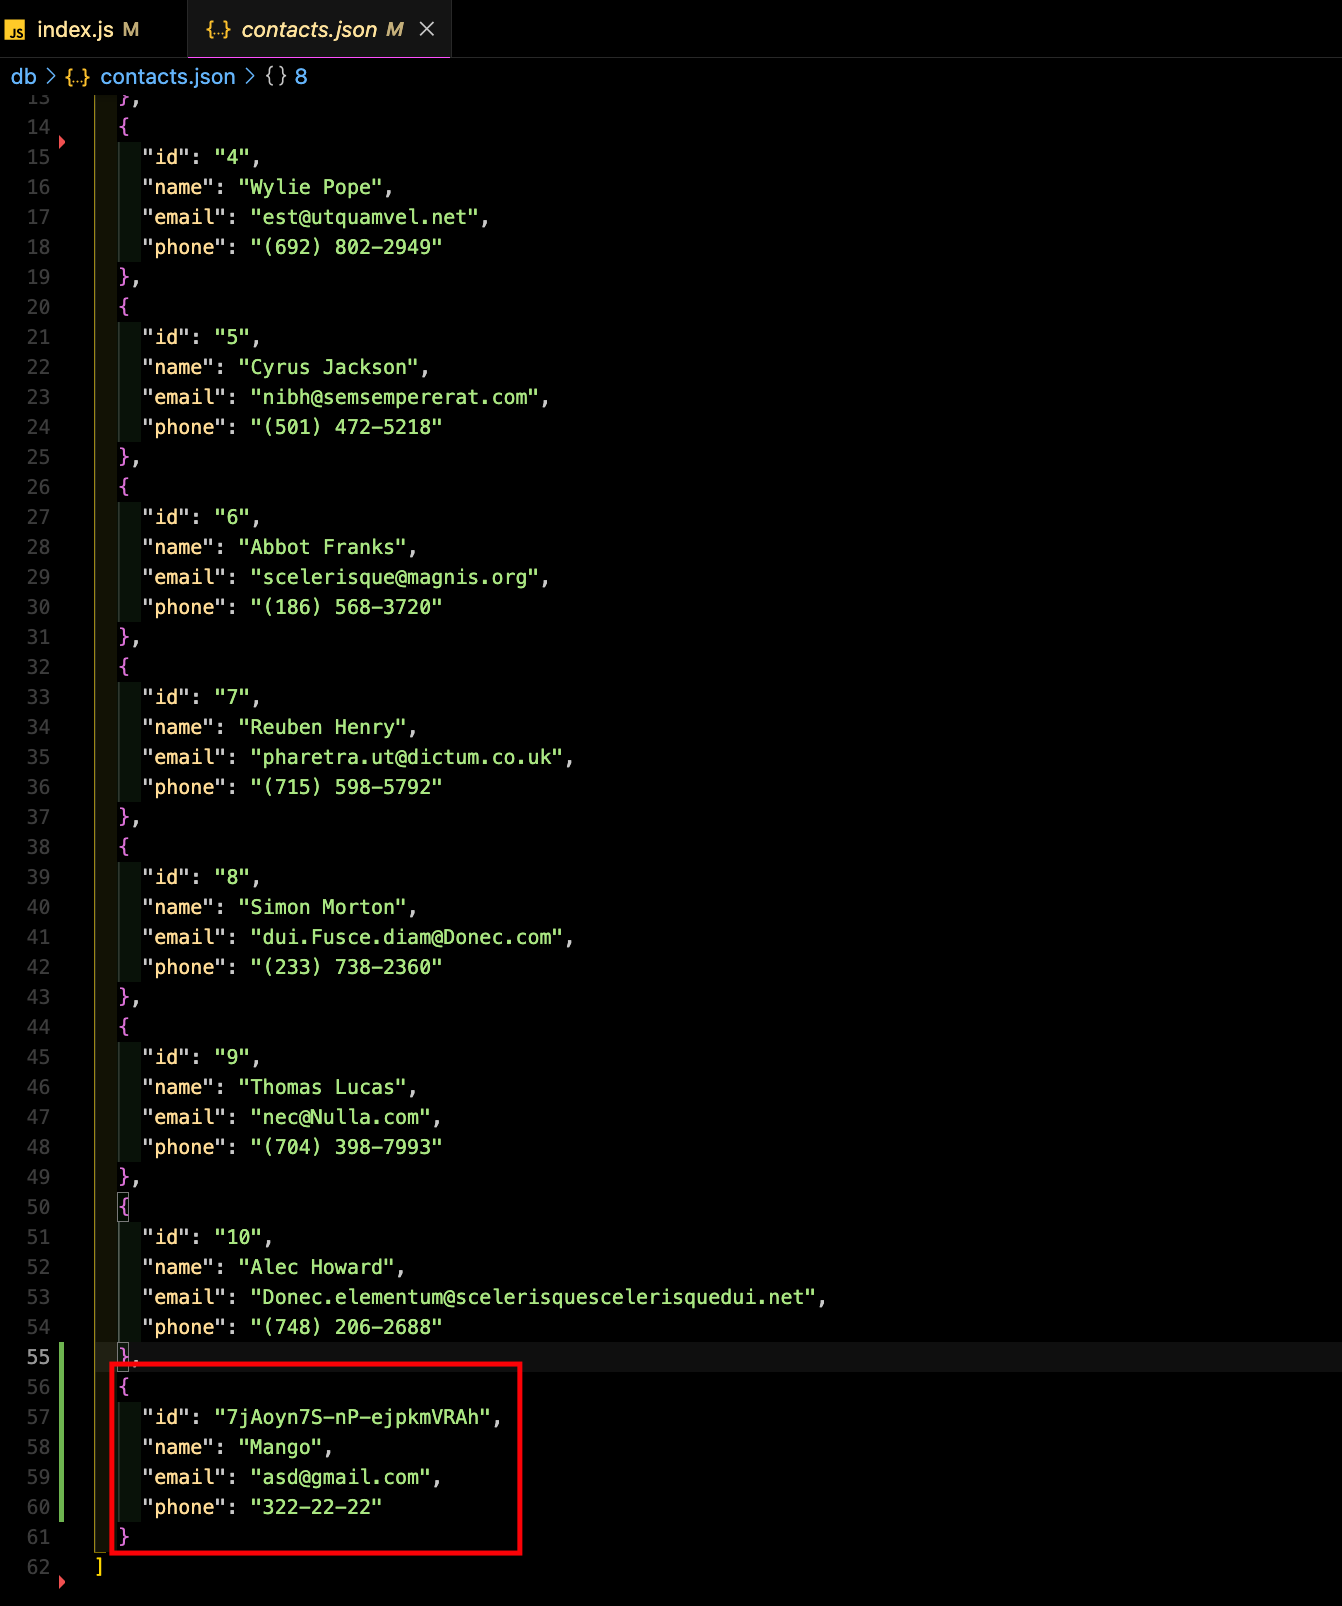 JS index.js M {..} contacts.json M ×
db > {..} contacts.json > {} 8
13 },
14 {
15 "id": "4",
16 "name": "Wylie Pope",
17 "email": "est@utquamvel.net",
18 "phone": "(692) 802-2949"
19 },
20 {
21 "id": "5",
22 "name": "Cyrus Jackson",
23 "email": "nibh@semsempererat.com",
24 "phone": "(501) 472-5218"
25 },
26 {
27 "id": "6",
28 "name": "Abbot Franks",
29 "email": "scelerisque@magnis.org",
30 "phone": "(186) 568-3720"
31 },
32 {
33 "id": "7",
34 "name": "Reuben Henry",
35 "email": "pharetra.ut@dictum.co.uk",
36 "phone": "(715) 598-5792"
37 },
38 {
39 "id": "8",
40 "name": "Simon Morton",
41 "email": "dui.Fusce.diam@Donec.com",
42 "phone": "(233) 738-2360"
43 },
44 {
45 "id": "9",
46 "name": "Thomas Lucas",
47 "email": "nec@Nulla.com",
48 "phone": "(704) 398-7993"
49 },
50 {
51 "id": "10",
52 "name": "Alec Howard",
53 "email": "Donec.elementum@scelerisquescelerisquedui.net",
54 "phone": "(748) 206-2688"
55 },
56 {
57 "id": "7jAoyn7S-nP-ejpkmVRAh",
58 "name": "Mango",
59 "email": "asd@gmail.com",
60 "phone": "322-22-22"
61 }
62 ]